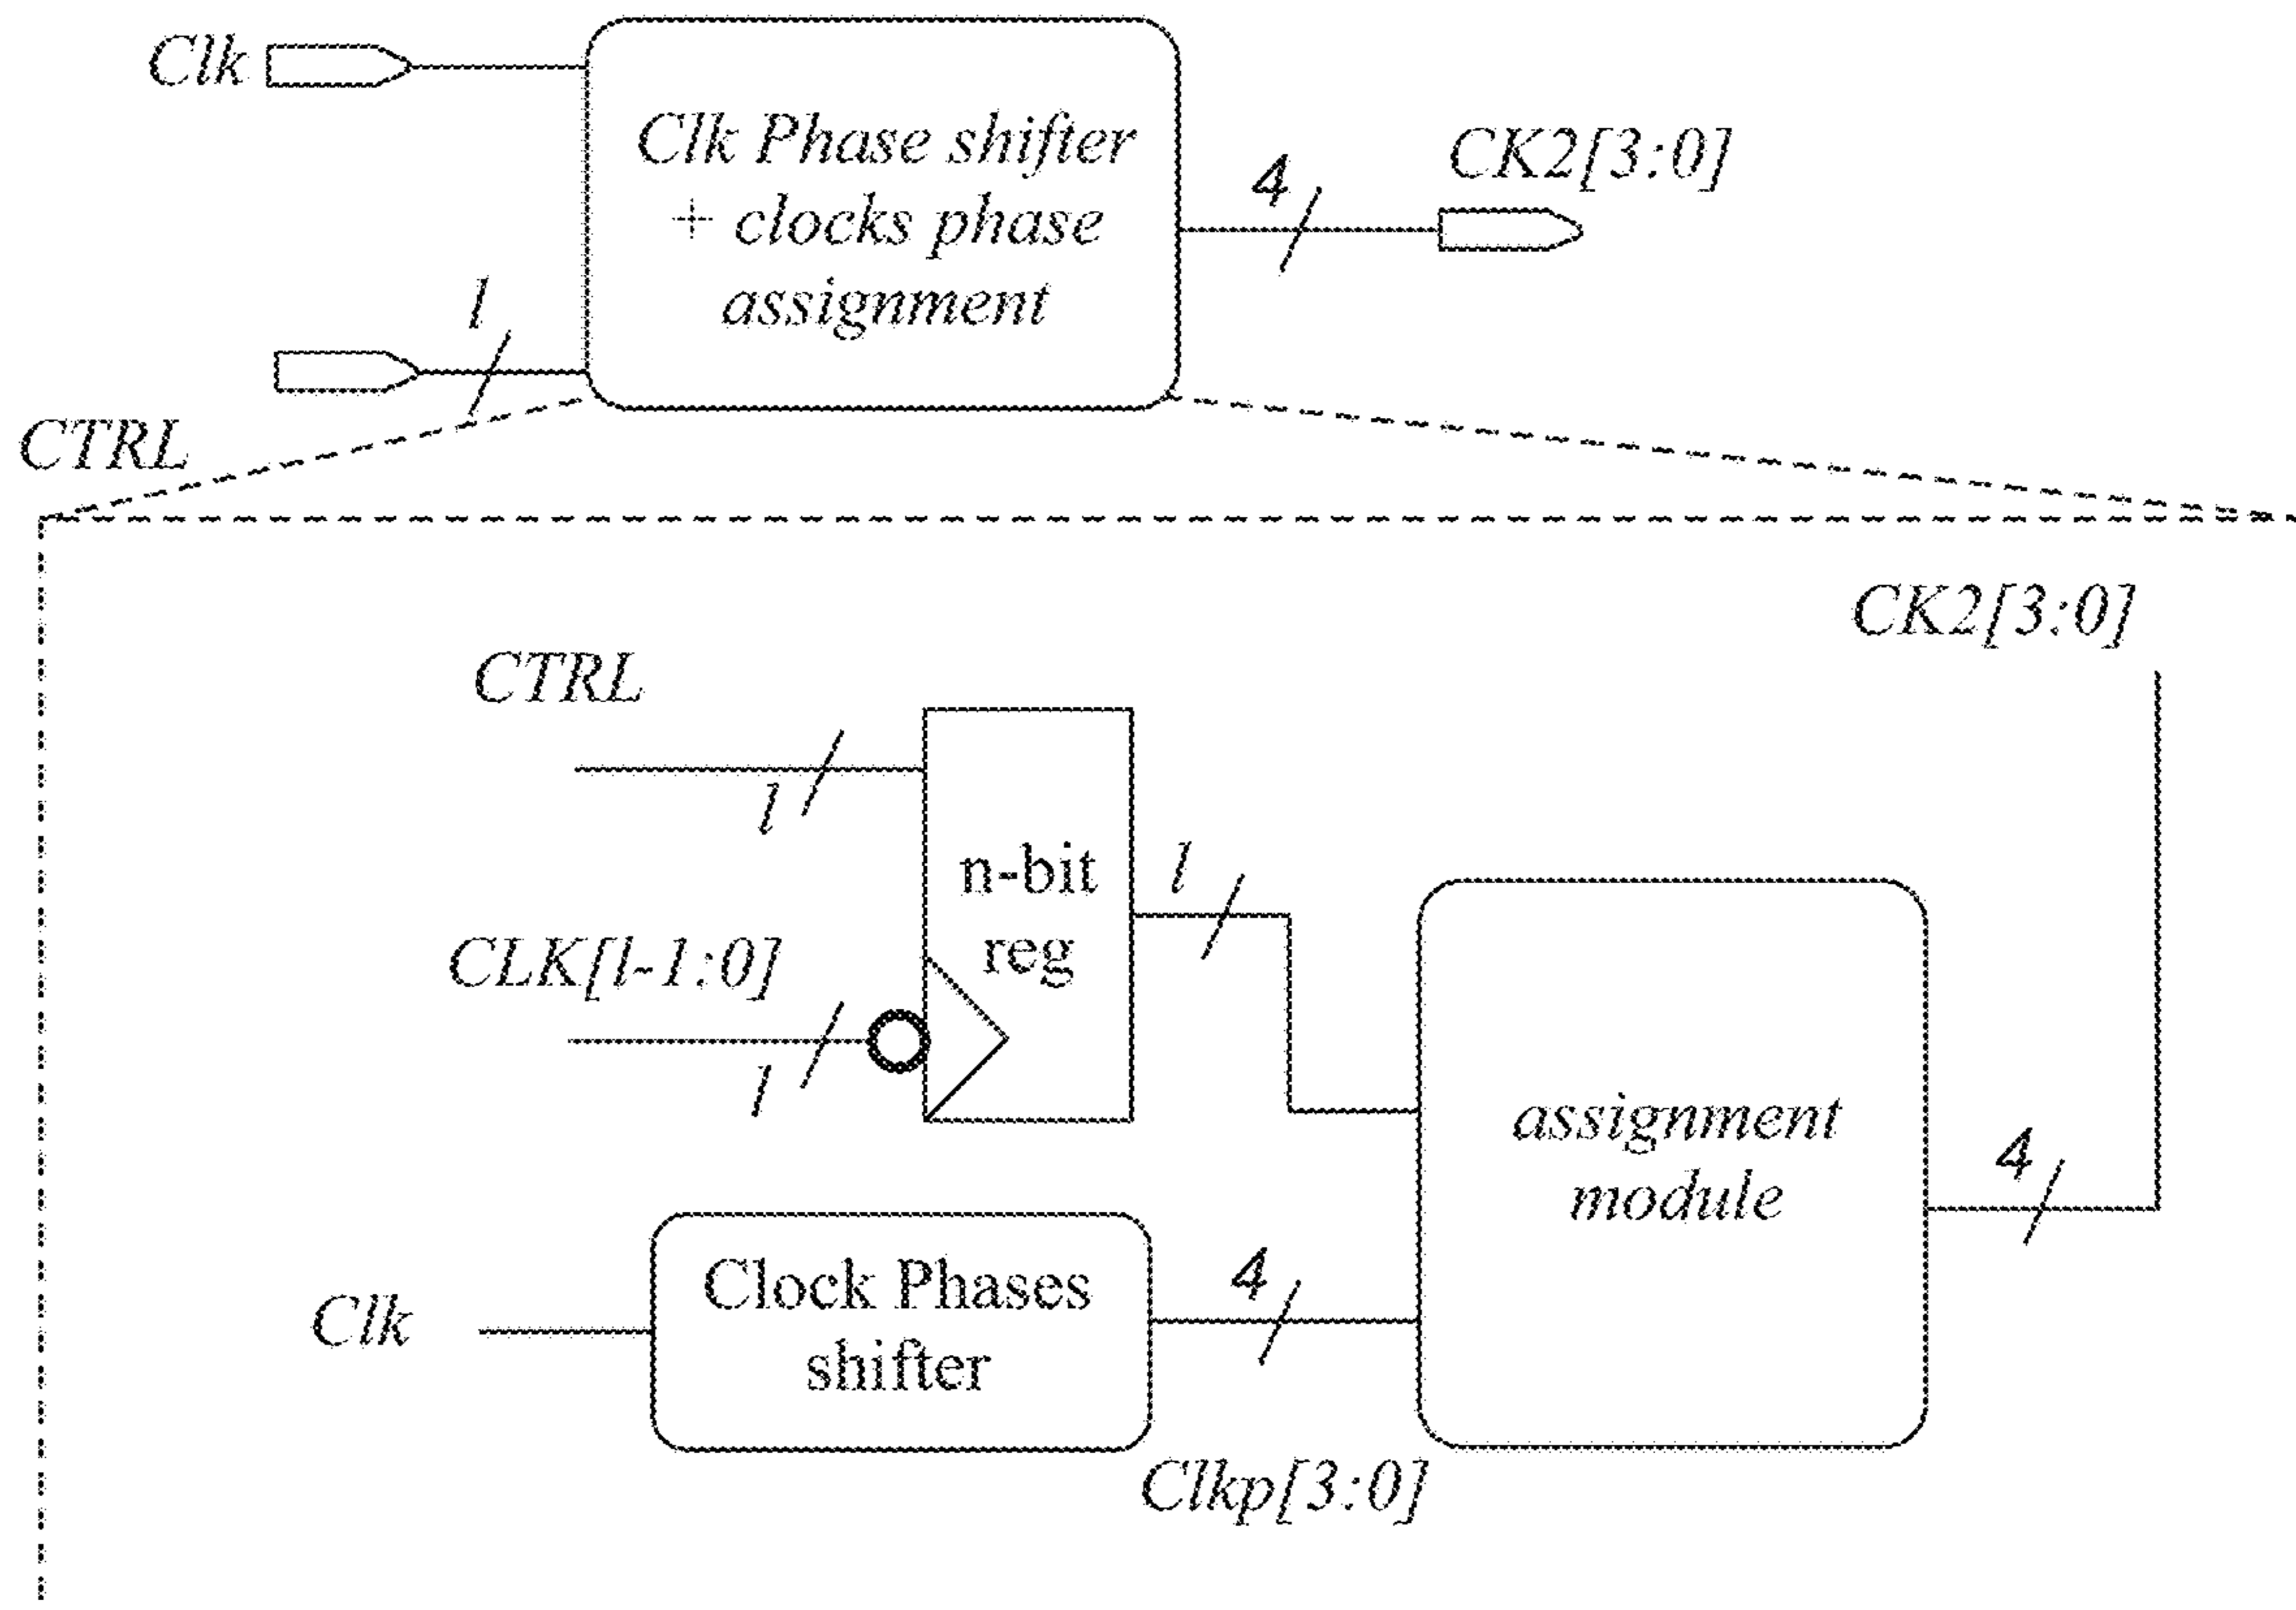 Clk
Clk Phase shifter
+ clocks phase
assignment
4
CK2[3:0]
l
CTRL
CK2[3:0]
CTRL
l
n-bit
reg
l
CLK[l-1:0]
l
assignment
module
4
Clk
Clock Phases
shifter
4
Clkp[3:0]